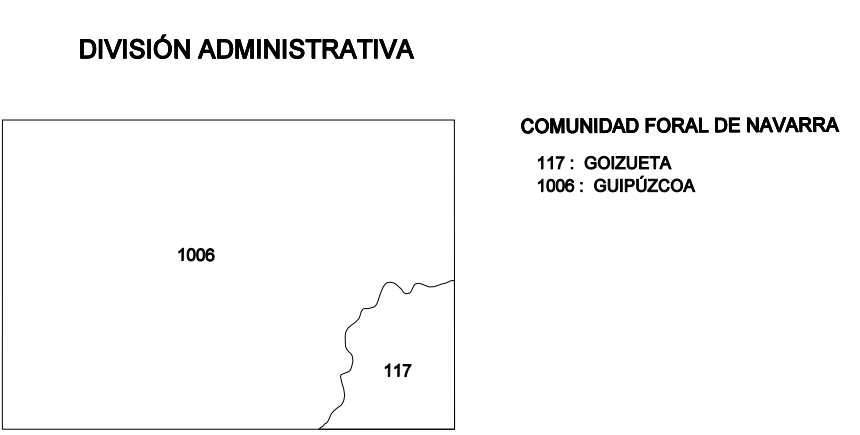 DIVISIÓN ADMINISTRATIVA
COMUNIDAD FORAL DE NAVARRA
117 : GOIZUETA
1006 : GUIPÚZCOA
1006
117